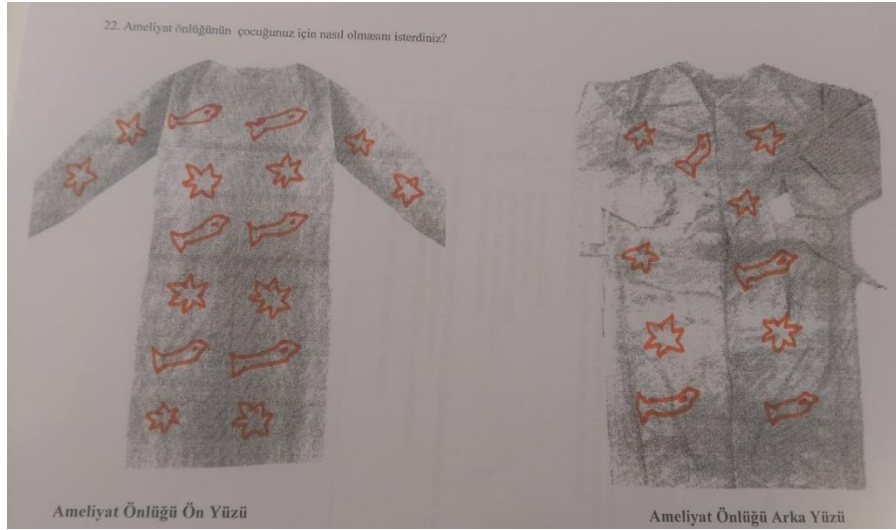 22. Ameliyat önlüğünün çocuğunuz için nasıl olmasını isterdiniz?
Ameliyat Önlüğü Ön Yüzü
Ameliyat Önlüğü Arka Yüzü